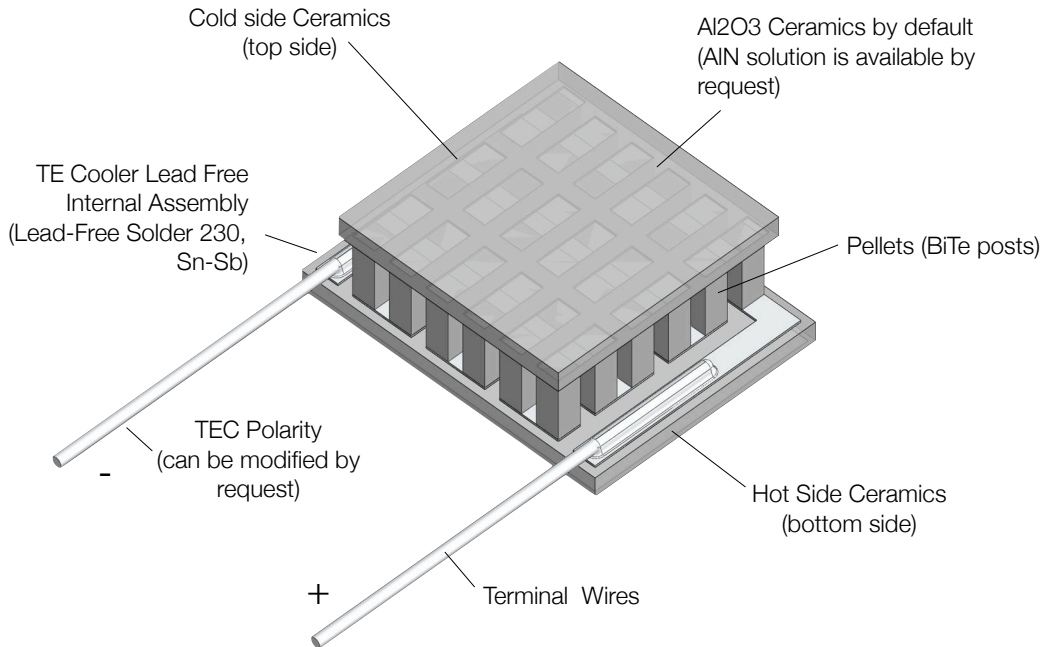 Cold side Ceramics
(top side)
Al2O3 Ceramics by default
(AlN solution is available by
request)
TE Cooler Lead Free
Internal Assembly
(Lead-Free Solder 230,
Sn-Sb)
Pellets (BiTe posts)
TEC Polarity
(can be modified by
request)
-
Hot Side Ceramics
(bottom side)
+
Terminal Wires